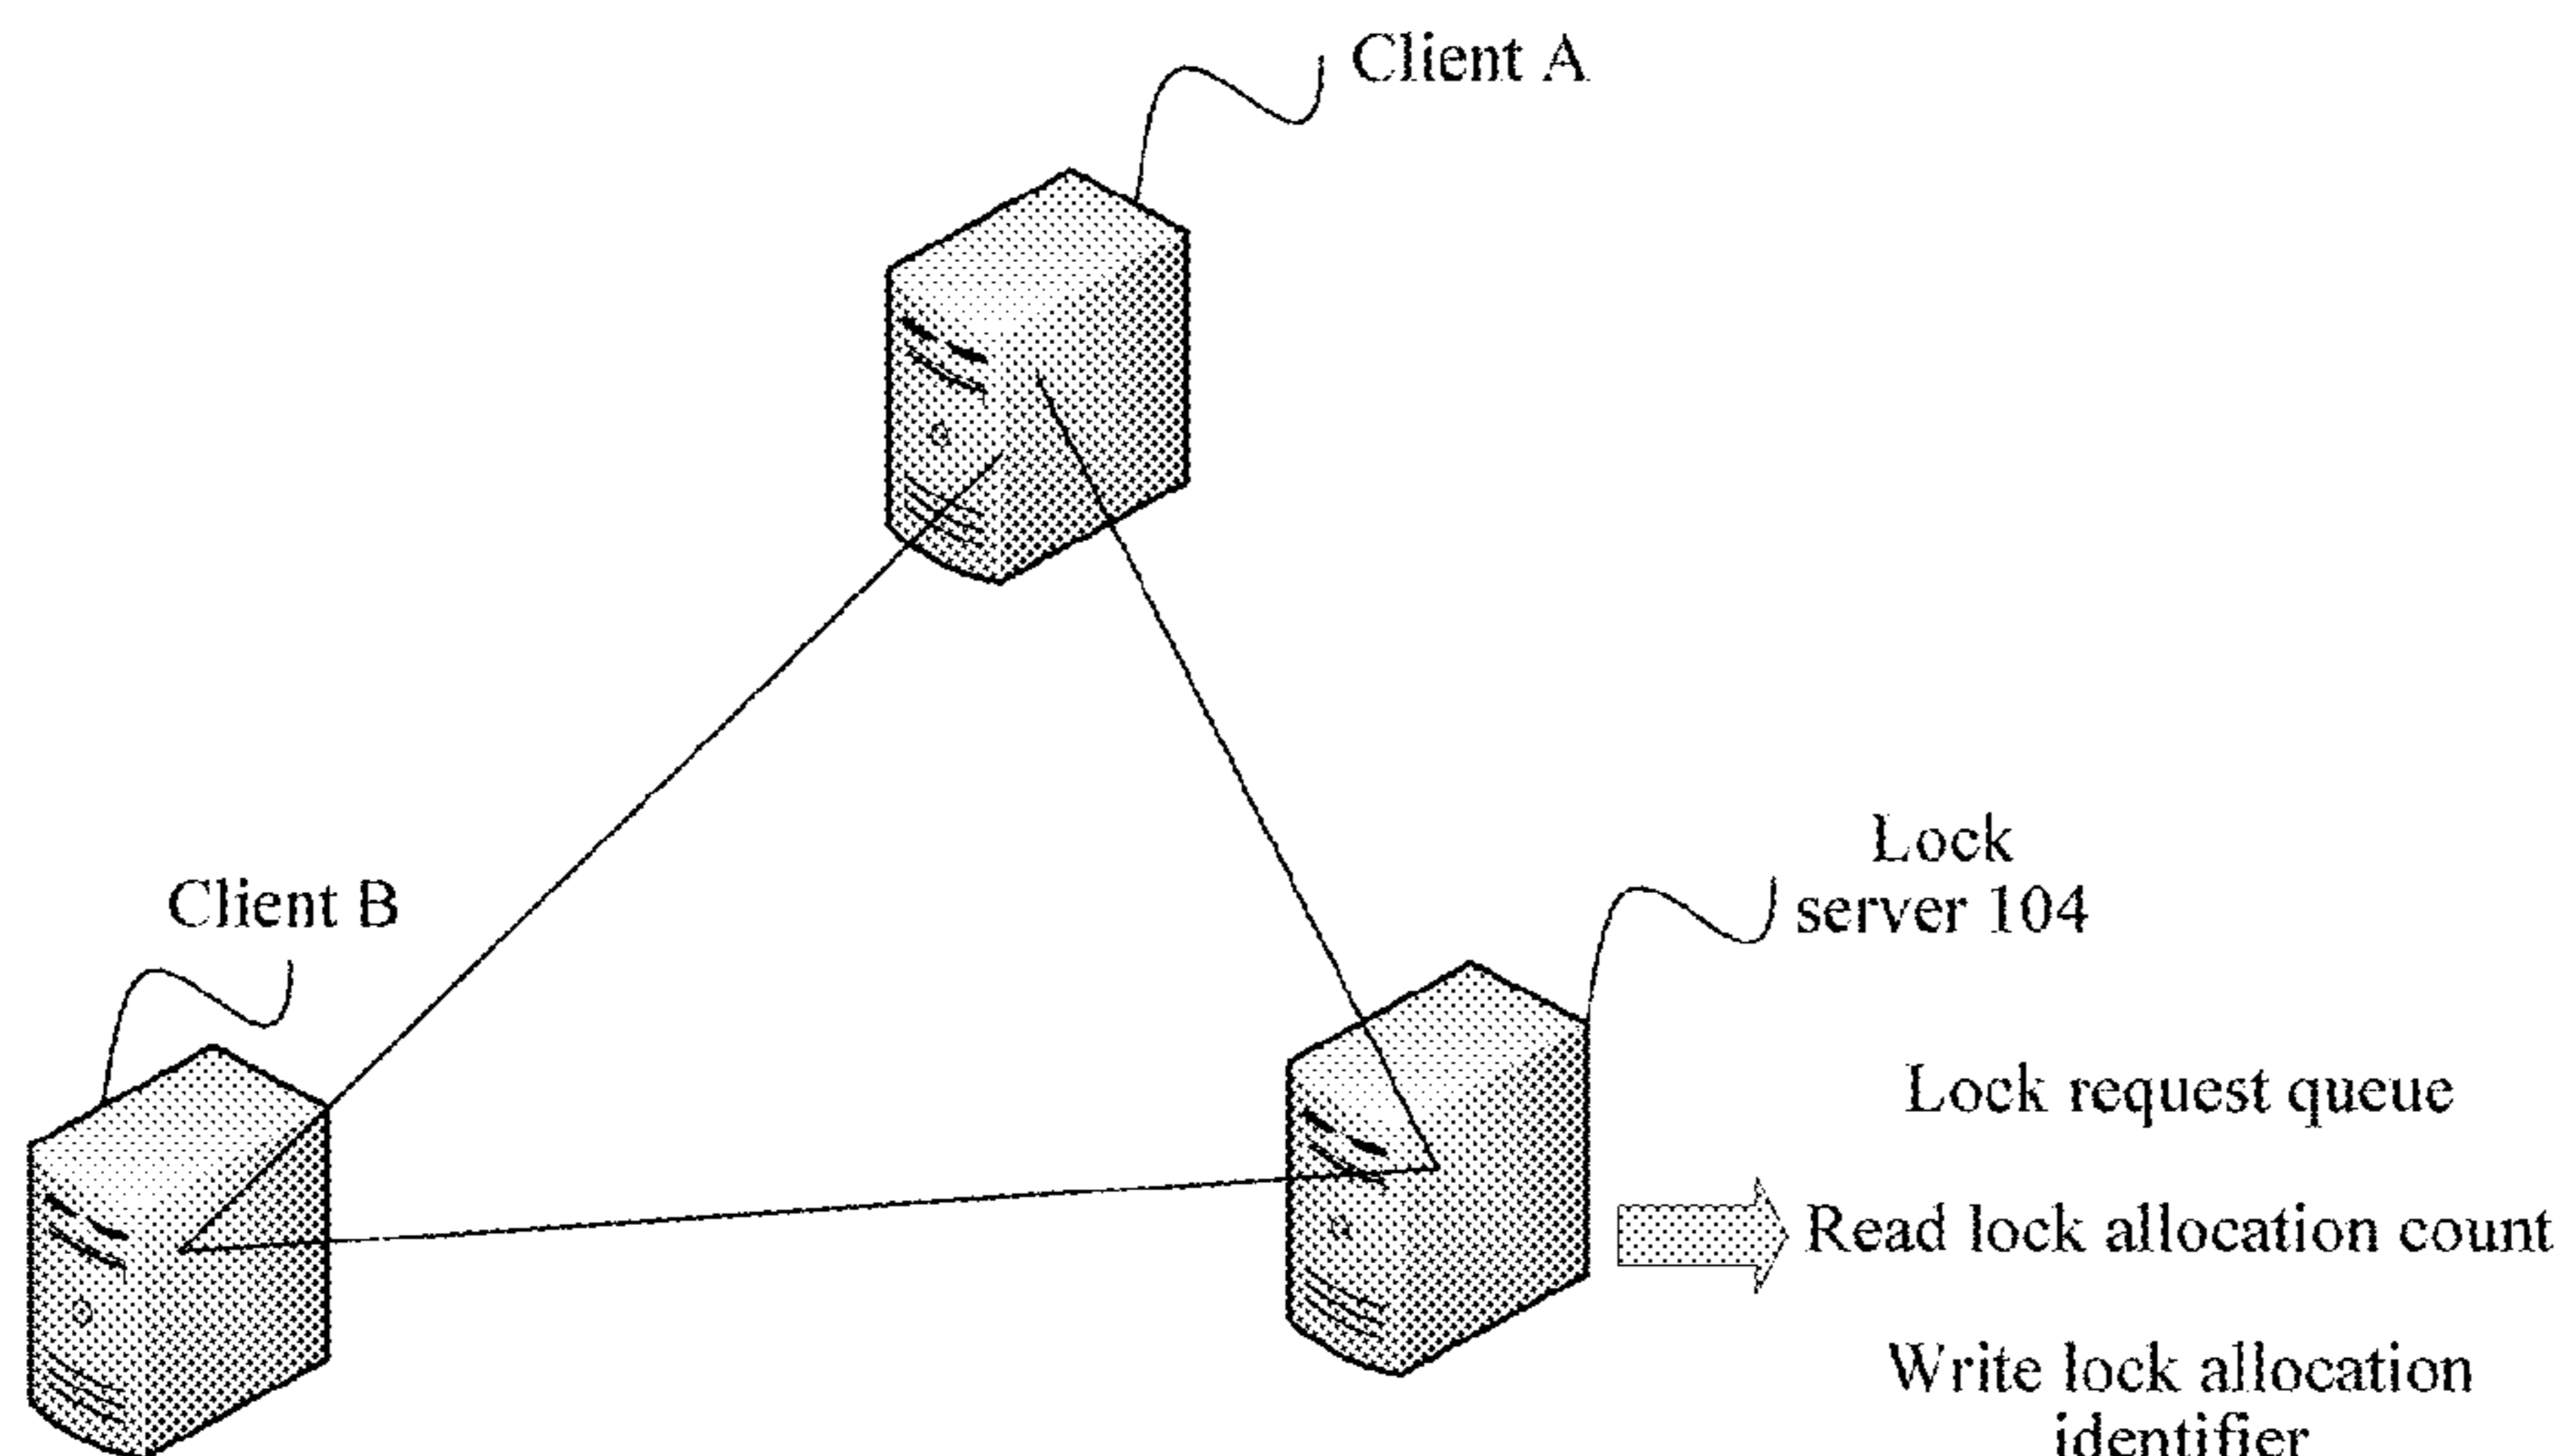 Client A
Client B
Lock
server 104
Lock request queue
Read lock allocation count
Write lock allocation
identifier